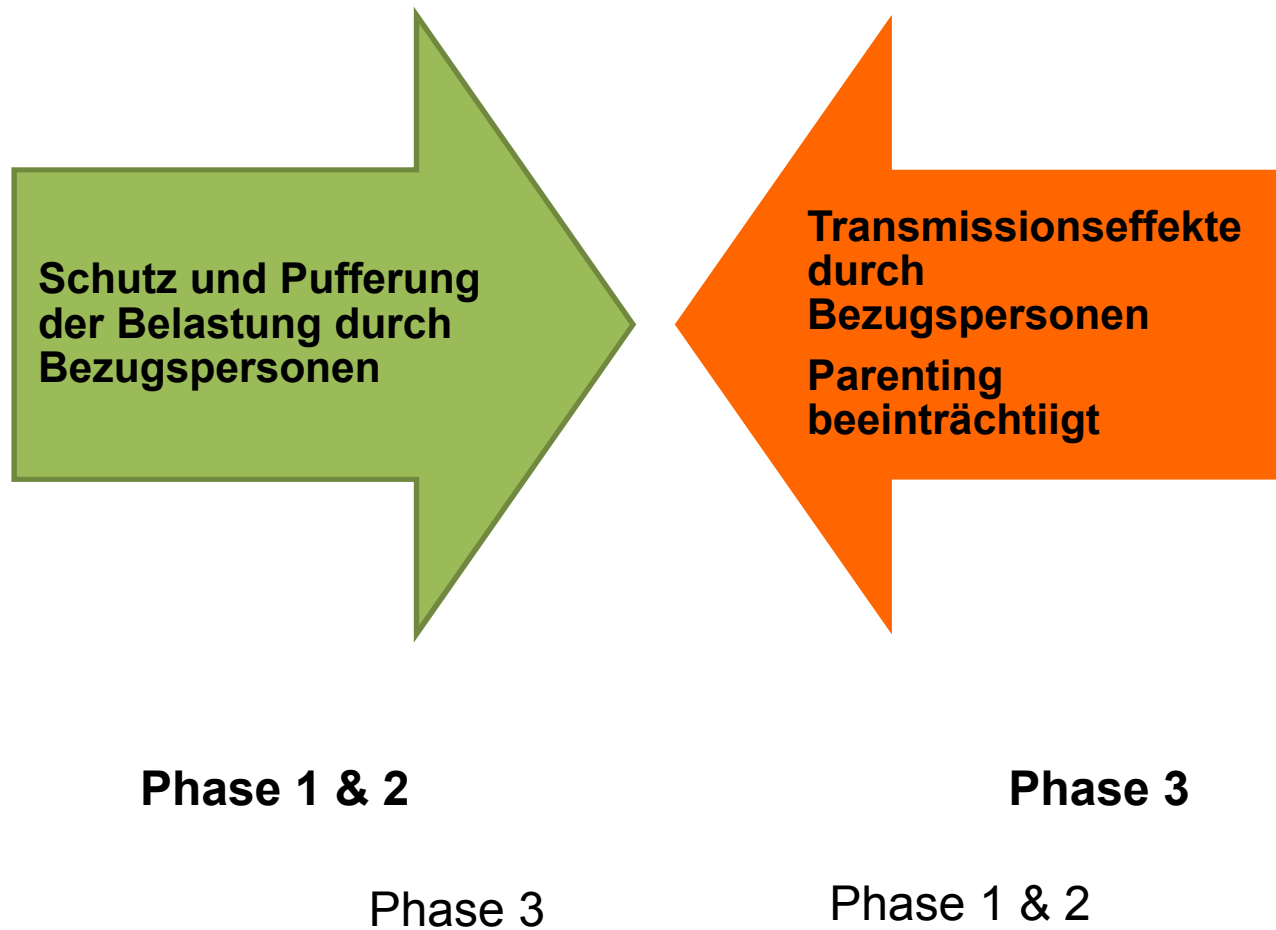 Schutz und Pufferung
der Belastung durch
Bezugspersonen
Transmissionseffekte
durch
Bezugspersonen
Parenting
beeinträchtiigt
Phase 1 & 2
Phase 3
Phase 3
Phase 1 & 2